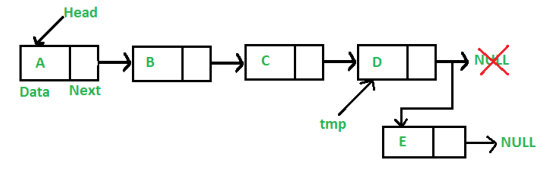 Head
A B C D NULL
Data Next
tmp
E NULL